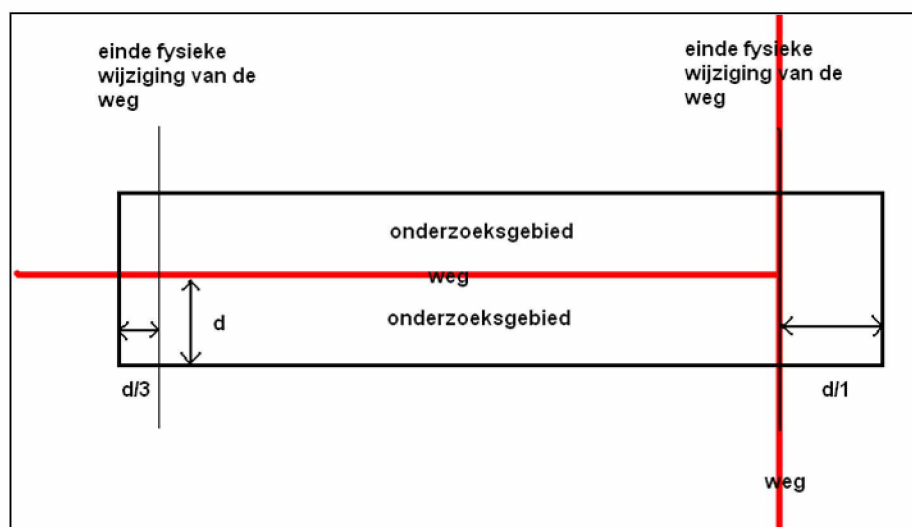 einde fysieke
wijziging van de
weg
einde fysieke
wijziging van de
weg
onderzoeksgebied
weg
onderzoeksgebied
d
d/3
d/1
weg